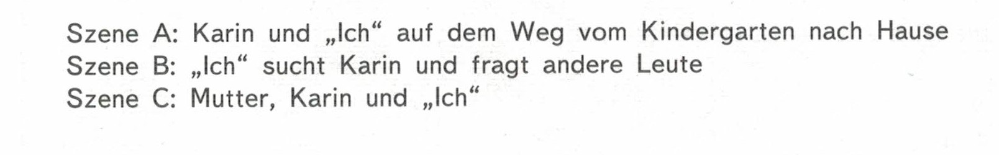 Szene A: Karin und „Ich“ auf dem Weg vom Kindergarten nach Hause
Szene B: „Ich“ sucht Karin und fragt andere Leute
Szene C: Mutter, Karin und „Ich“